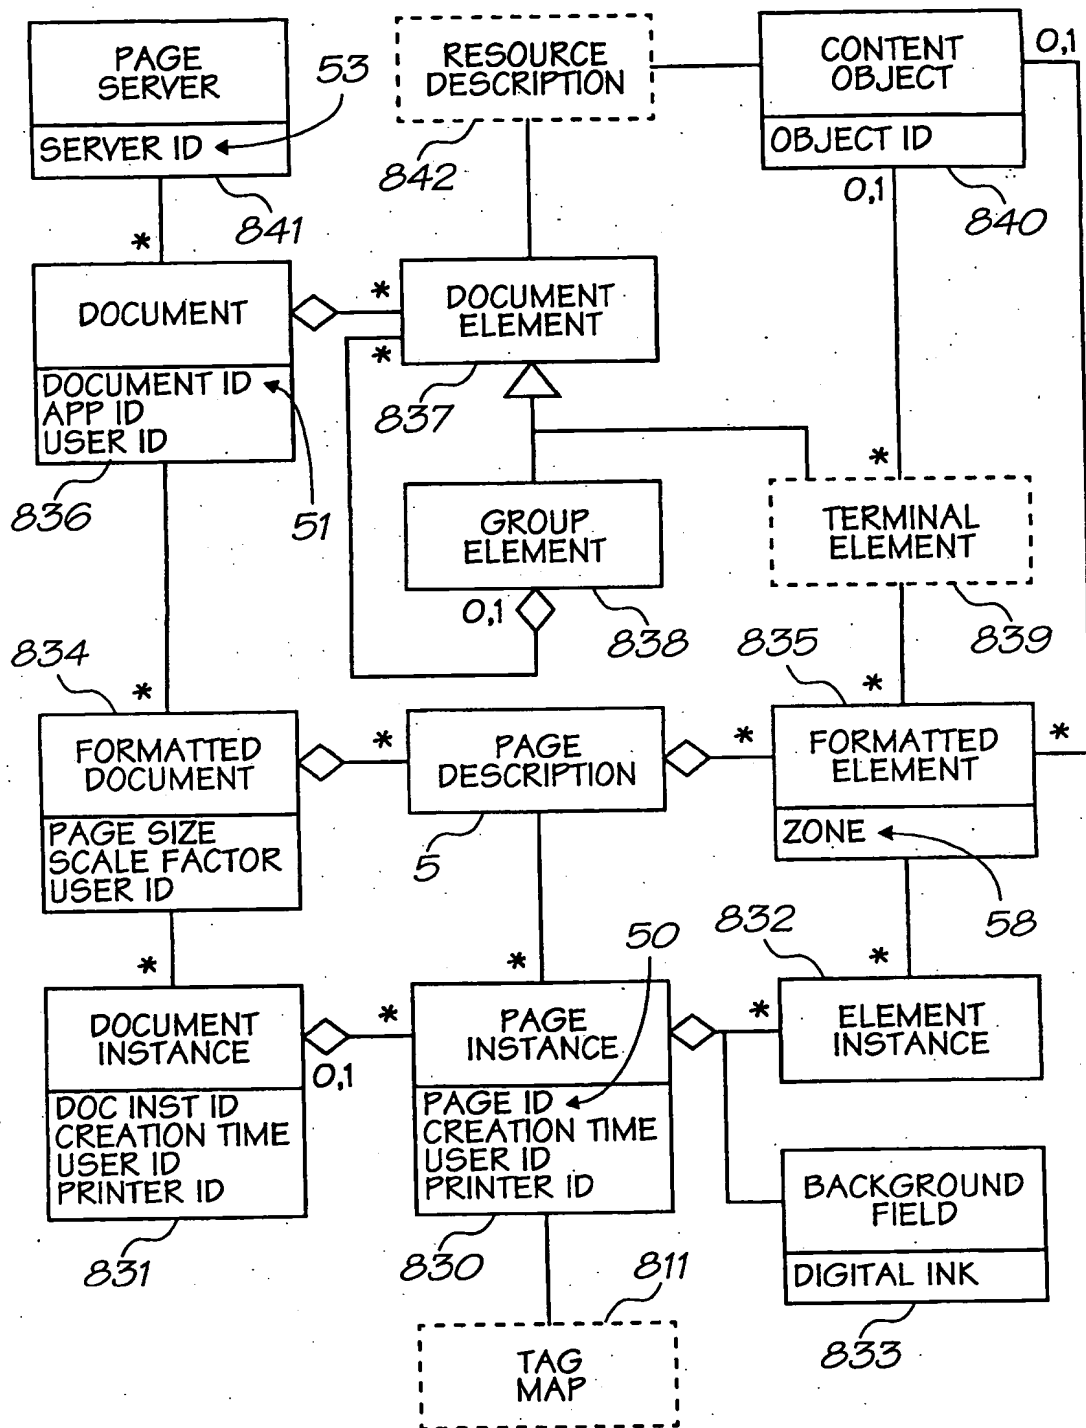 PAGE
SERVER
SERVER ID
53
841
RESOURCE
DESCRIPTION
842
CONTENT
OBJECT
OBJECT ID
0,1
0,1
840
*
DOCUMENT
DOCUMENT ID
APP ID
USER ID
836
51
*
*
DOCUMENT
ELEMENT
837
GROUP
ELEMENT
0,1
838
*
TERMINAL
ELEMENT
839
834
*
FORMATTED
DOCUMENT
PAGE SIZE
SCALE FACTOR
USER ID
*
PAGE
DESCRIPTION
5
835
*
*
*
FORMATTED
ELEMENT
ZONE
58
*
DOCUMENT
INSTANCE
0,1
DOC INST ID
CREATION TIME
USER ID
PRINTER ID
831
*
*
50
PAGE
INSTANCE
PAGE ID
CREATION TIME
USER ID
PRINTER ID
830
832
*
*
ELEMENT
INSTANCE
BACKGROUND
FIELD
DIGITAL INK
833
811
TAG
MAP